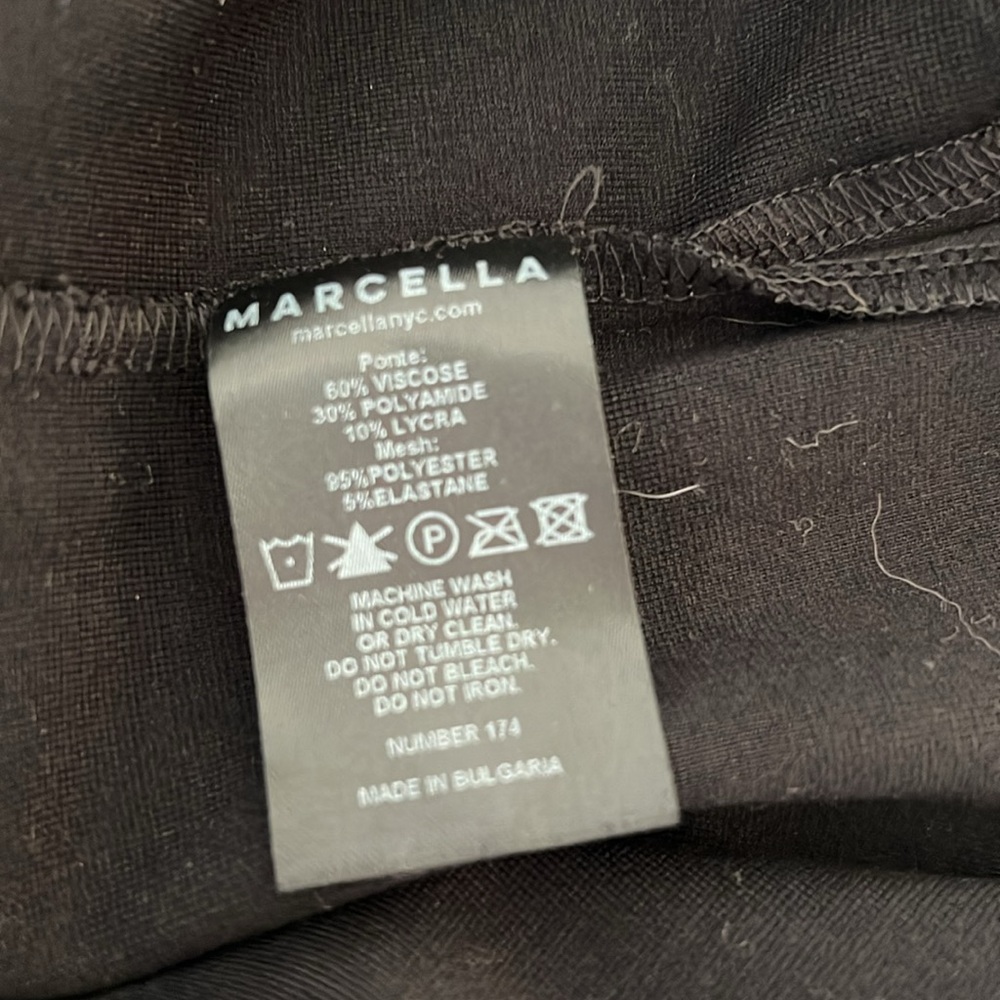 MARCELLA
marcellanyc.com
Ponte:
60% VISCOSE
30% POLYAMIDE
10% LYCRA
Mesh:
95%POLYESTER
5%ELASTANE
P
MACHINE WASH
IN COLD WATER
OR DRY CLEAN.
DO NOT TUMBLE DRY.
DO NOT BLEACH.
DO NOT IRON.
NUMBER 174
MADE IN BULGARIA